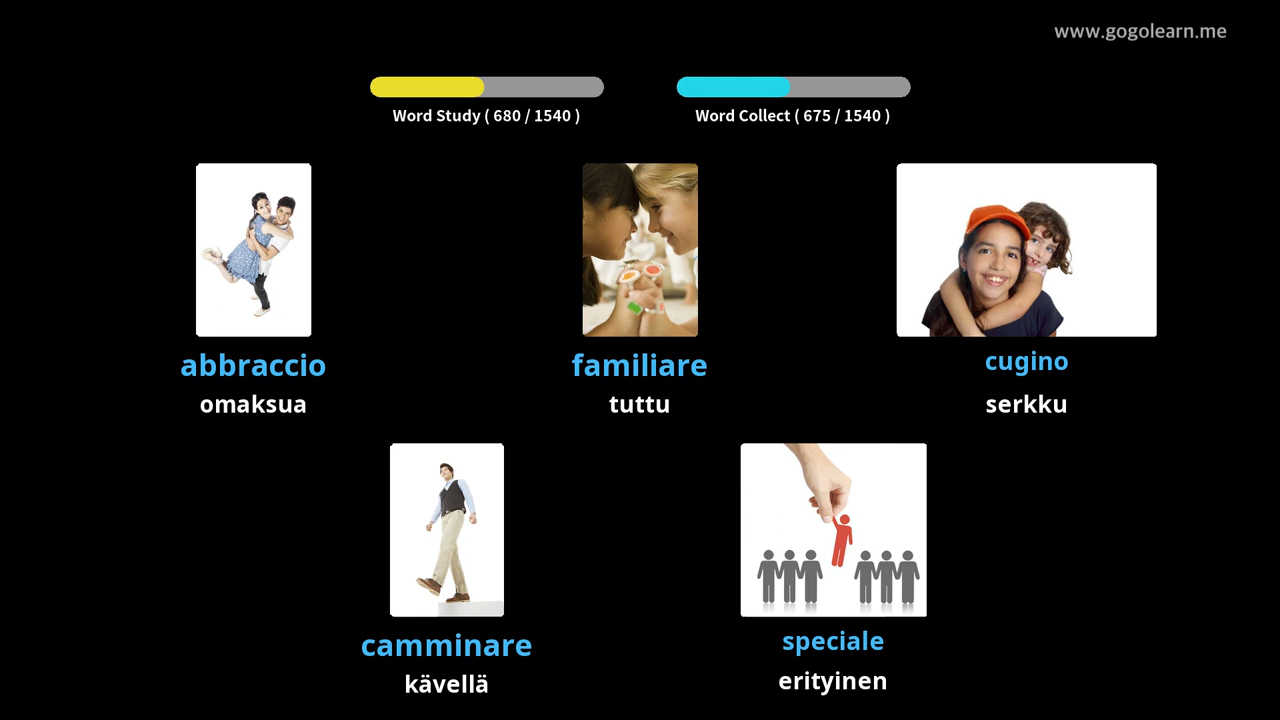 www.gogolearn.me
Word Study ( 680 / 1540 )
Word Collect ( 675 / 1540 )
abbraccio
omaksua
familiare
tuttu
cugino
serkku
camminare
kävellä
speciale
erityinen